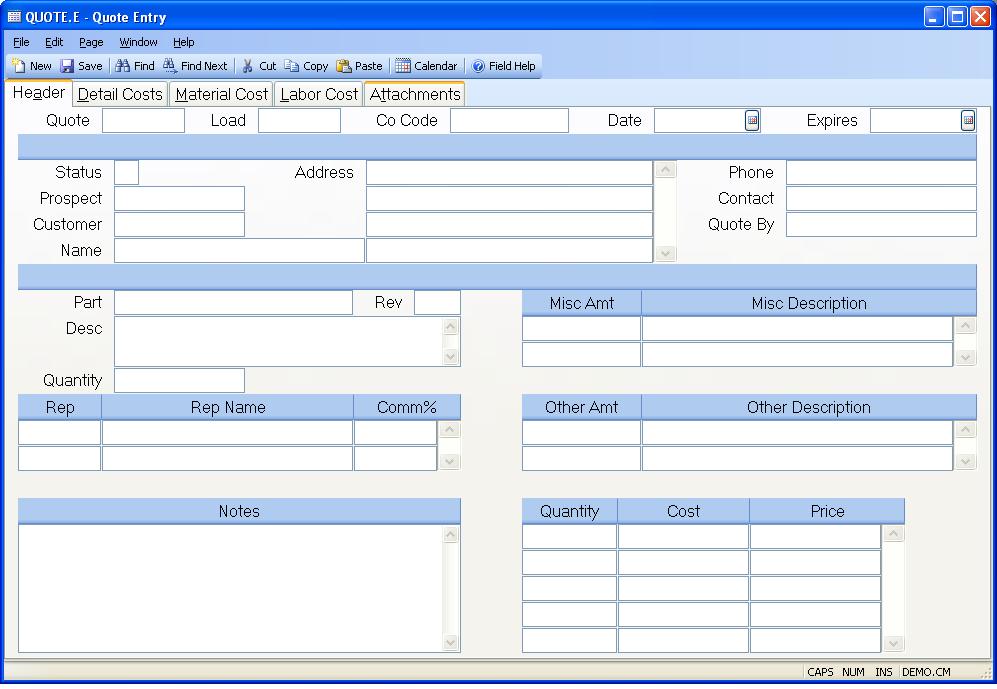 QUOTE.E - Quote Entry
File Edit Page Window Help
New Save Find Find Next Cut Copy Paste Calendar Field Help
Header Detail Costs Material Cost Labor Cost Attachments
Quote Load Co Code Date Expires
Status Address Phone
Prospect Contact
Customer Quote By
Name
Part Rev Misc Amt Misc Description
Desc
Quantity
Rep Rep Name Comm% Other Amt Other Description
Notes Quantity Cost Price
CAPS NUM INS DEMO.CM